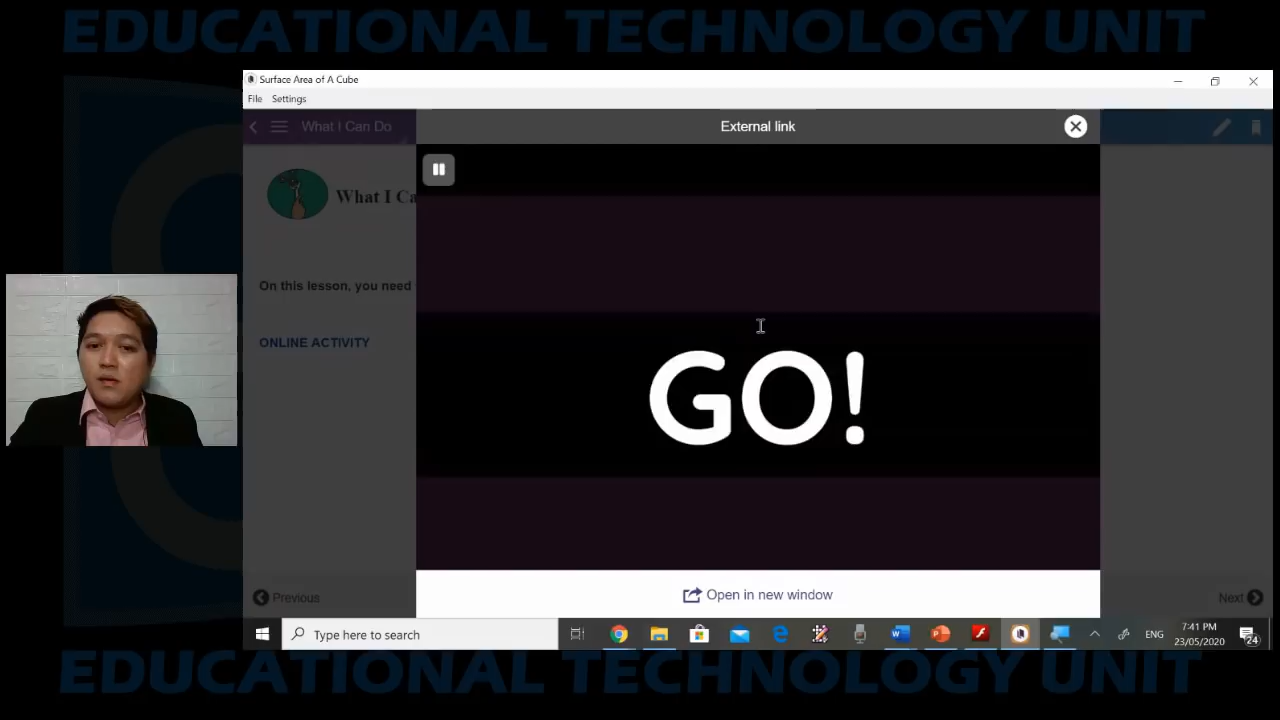 EDUCATIONAL TECHNOLOGY UNIT
Surface Area of A Cube
File Settings
What I Can Do
External link
What I Ca
On this lesson, you need
ONLINE ACTIVITY
GO!
Previous
Open in new window
Next
Type here to search
ENG
7:41 PM
23/05/2020
24
EDUCATIONAL TECHNOLOGY UNIT